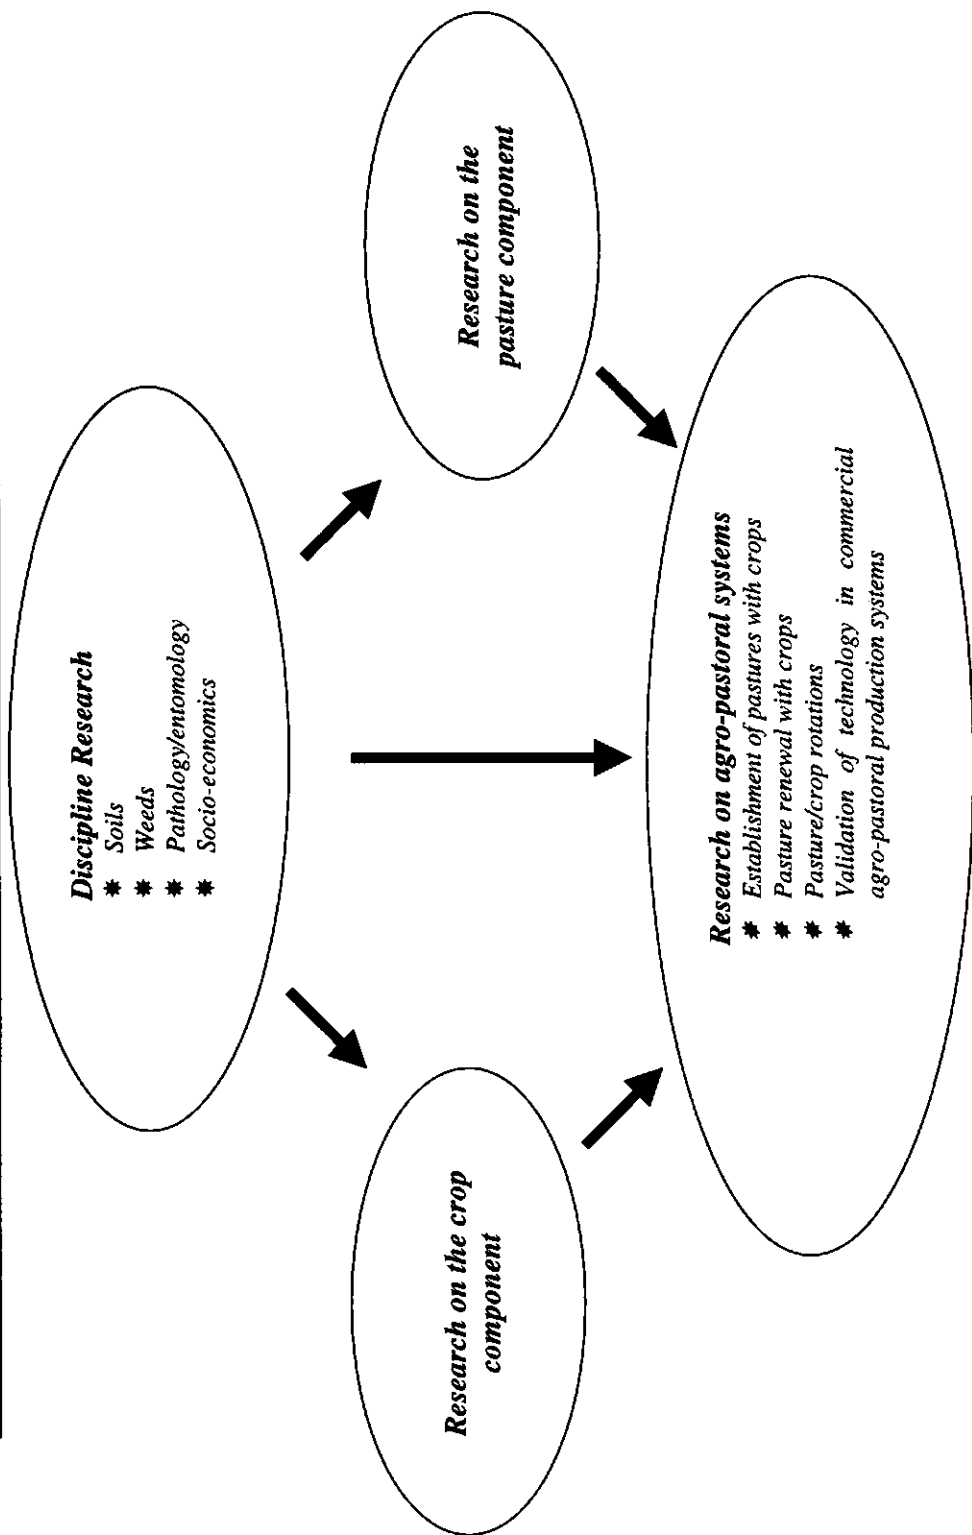 Discipline Research
* Soils
* Weeds
* Pathology/entomology
* Socio-economics
Research on the crop
component
Research on the
pasture component
Research on agro-pastoral systems
* Establishment of pastures with crops
* Pasture renewal with crops
* Pasture/crop rotations
* Validation of technology in commercial
agro-pastoral production systems